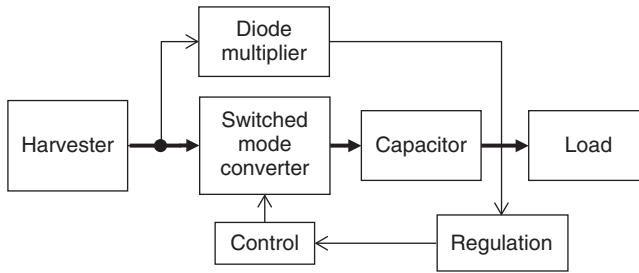 Diode
multiplier
Harvester
Switched
mode
converter
Capacitor
Load
Control
Regulation